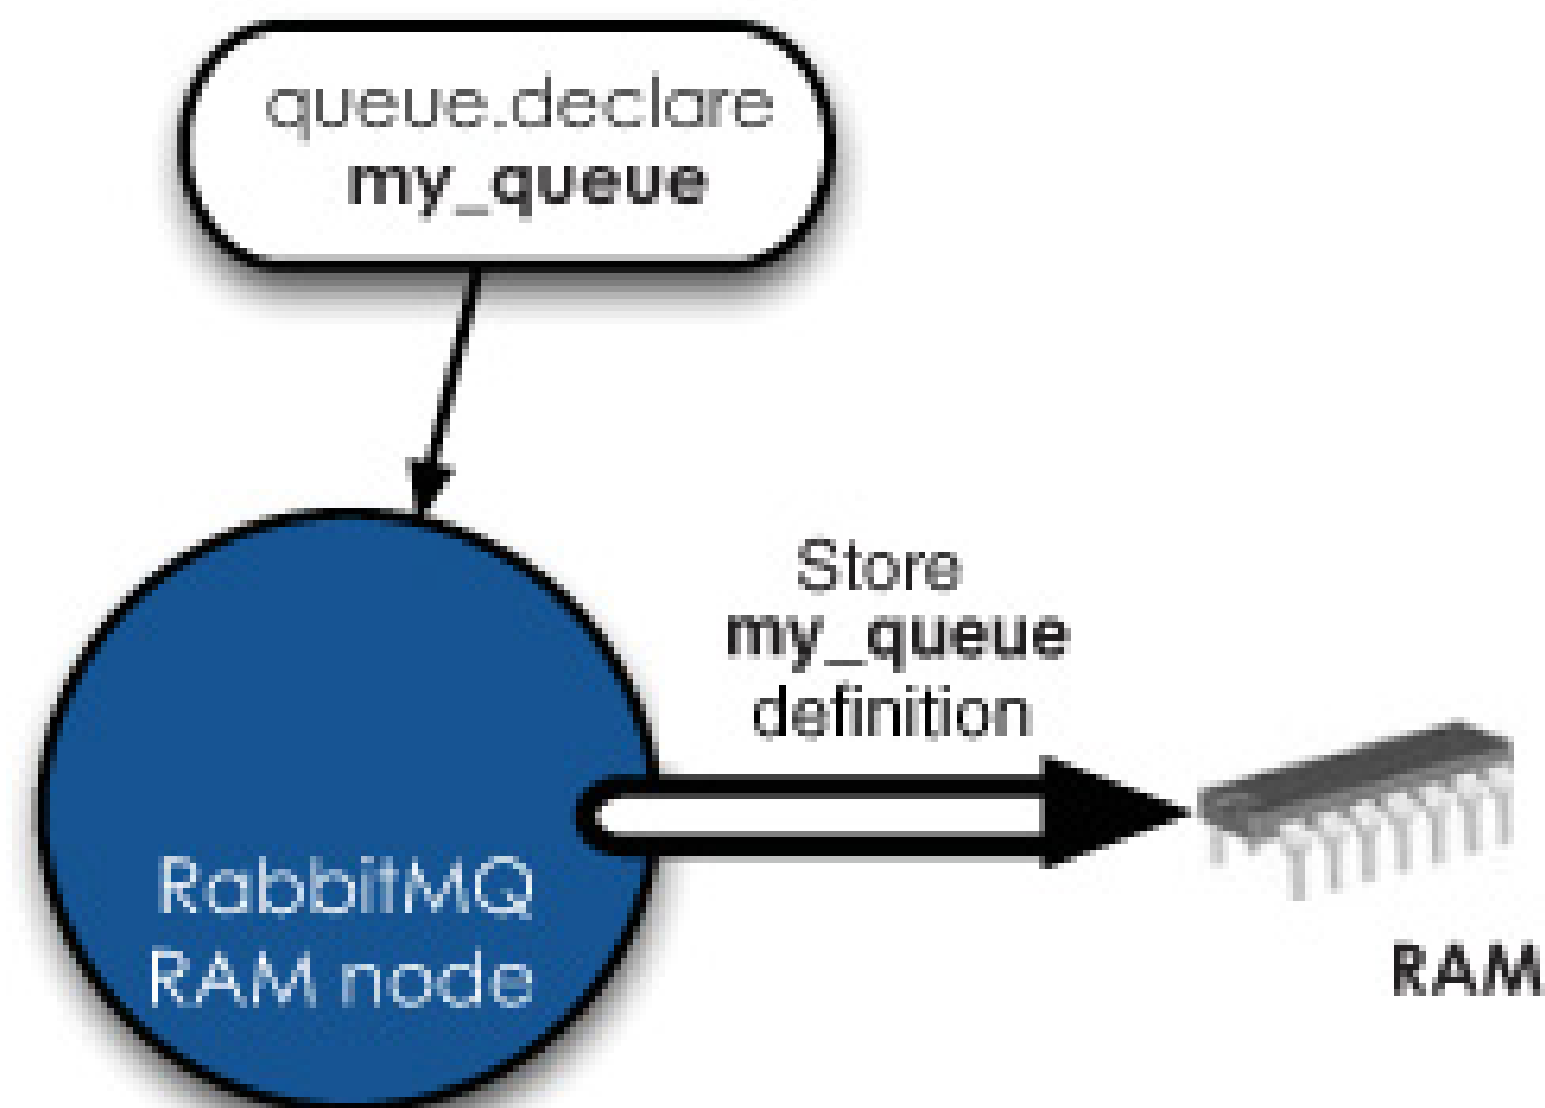 queue.declare
my_queue
Store
my_queue
definition
RabbitMQ
RAM node
RAM